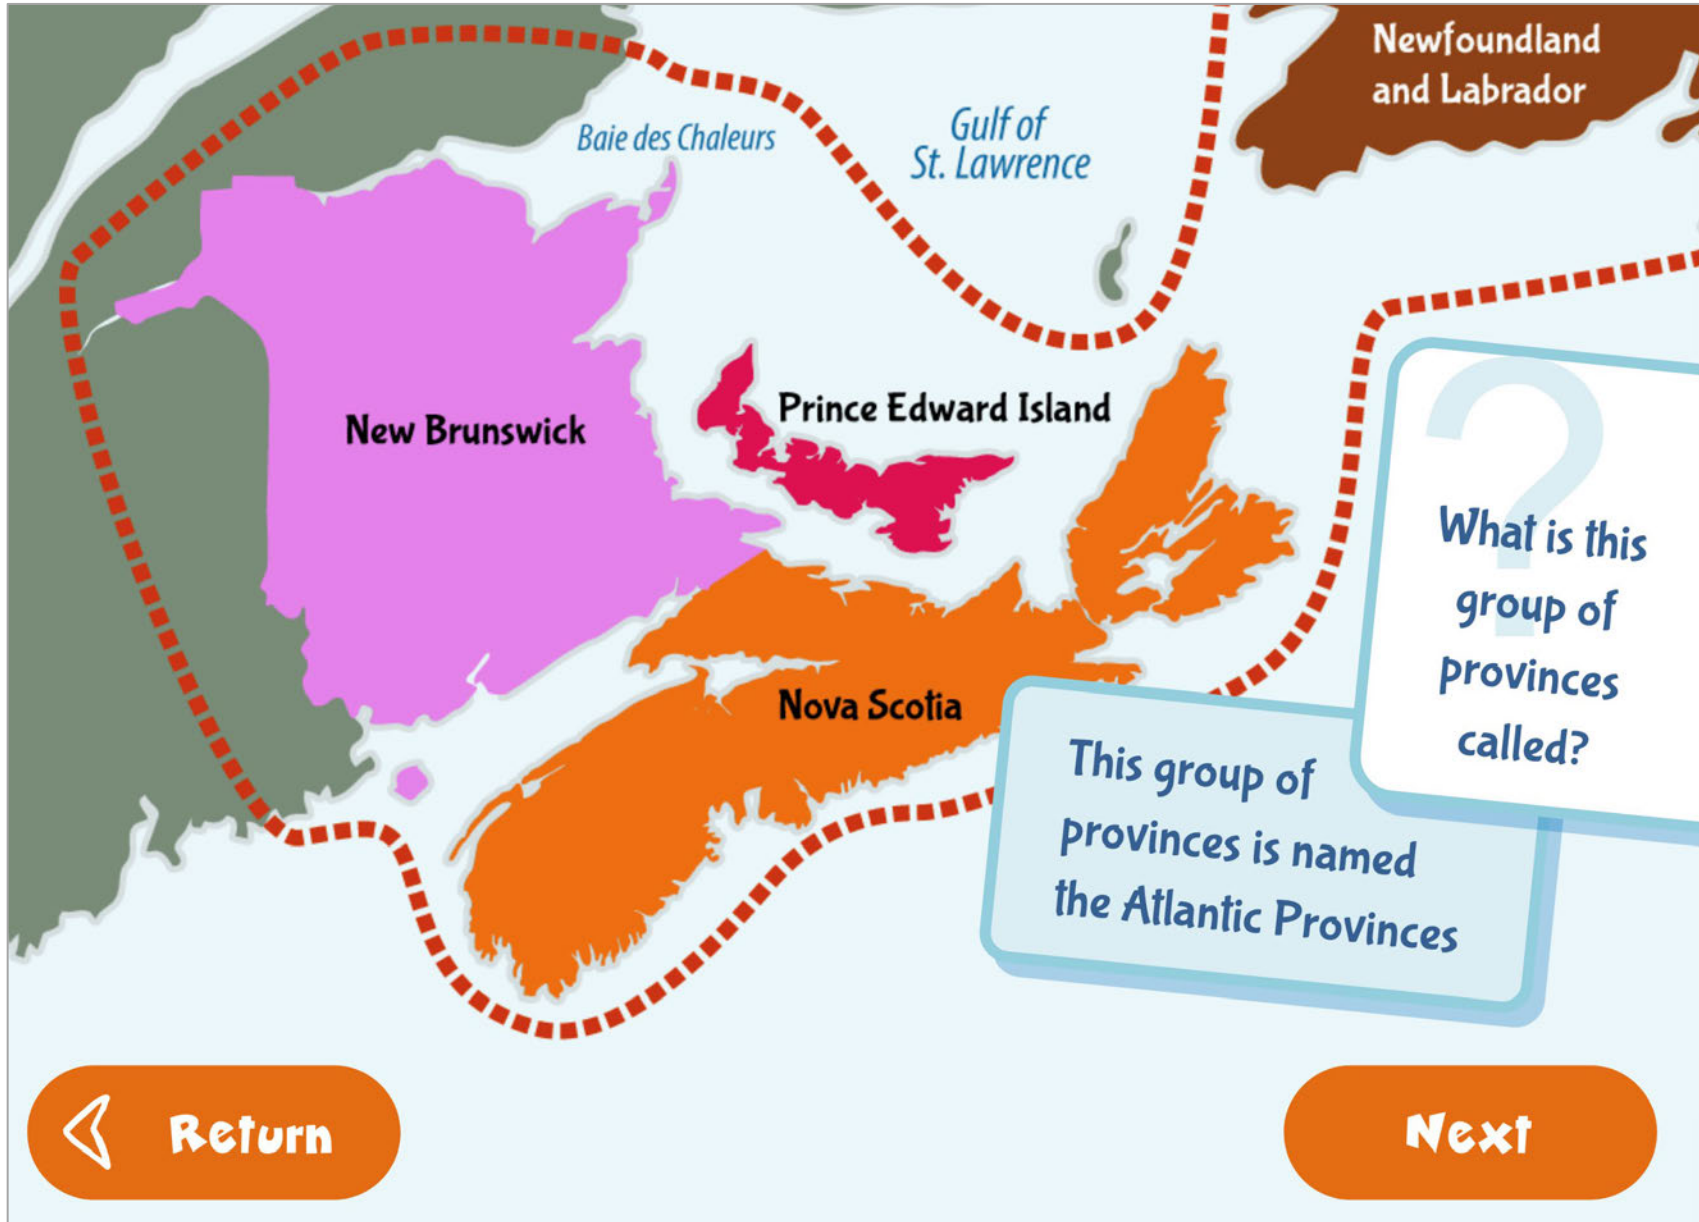 Newfoundland
and Labrador
Baie des Chaleurs
Gulf of
St. Lawrence
New Brunswick
Prince Edward Island
Nova Scotia
?
What is this
group of
provinces
called?
This group of
provinces is named
the Atlantic Provinces
Return
Next